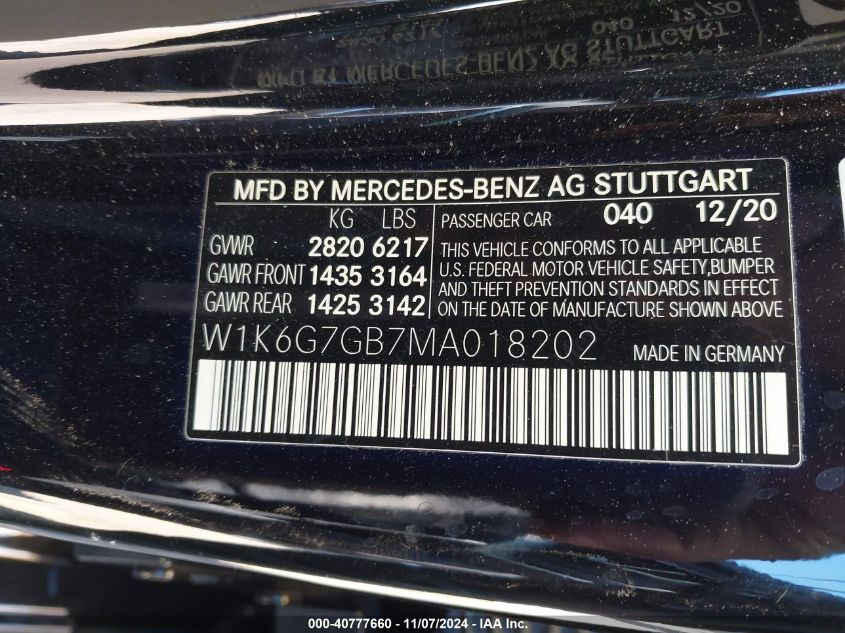 MFD BY MERCEDES-BENZ AG STUTTGART
KG LBS PASSENGER CAR 040 12/20
GVWR 2820 6217 THIS VEHICLE CONFORMS TO ALL APPLICABLE
GAWR FRONT 1435 3164 U.S. FEDERAL MOTOR VEHICLE SAFETY,BUMPER
GAWR REAR 1425 3142 AND THEFT PREVENTION STANDARDS IN EFFECT
ON THE DATE OF MANUFACTURE SHOWN ABOVE
W1K6G7GB7MA018202 MADE IN GERMANY
000-40777660 - 11/07/2024 - IAA Inc.